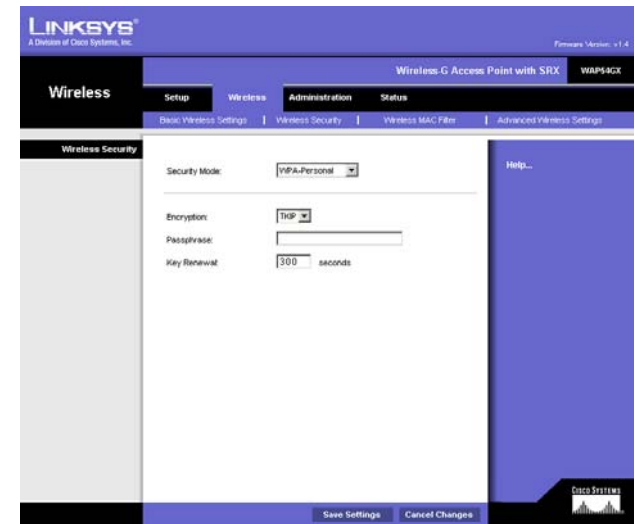 LINKSYS®
A Division of Cisco Systems, Inc.
Firmware Version: v1.4
Wireless-G Access Point with SRX WAP54GX
Wireless
Setup Wireless Administration Status
Basic Wireless Settings | Wireless Security | Wireless MAC Filter | Advanced Wireless Settings
Wireless Security
Help...
Security Mode: WPA-Personal
Encryption: TKIP
Passphrase:
Key Renewal: 300 seconds
CISCO SYSTEMS
Save Settings Cancel Changes